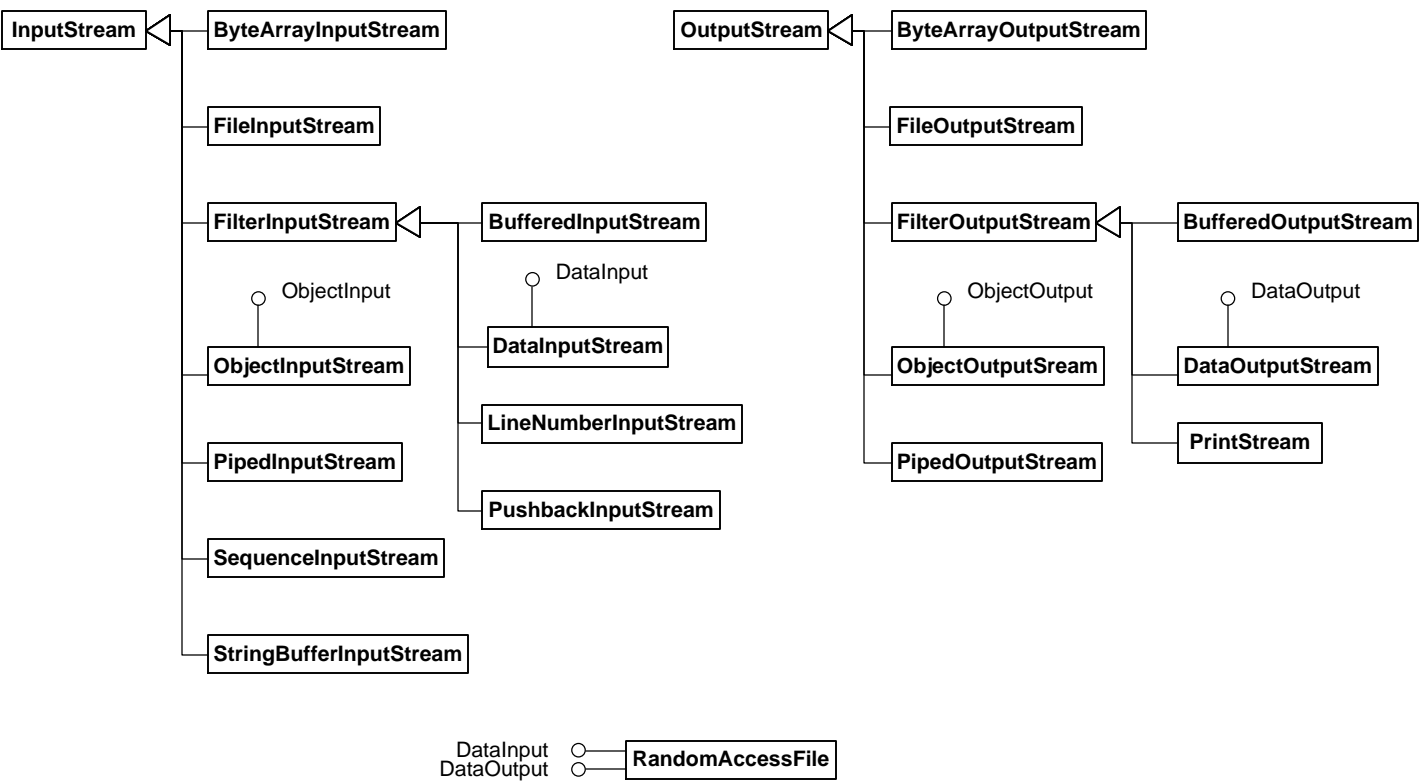 InputStream
ByteArrayInputStream
OutputStream
ByteArrayOutputStream
FileInputStream
FileOutputStream
FilterInputStream
BufferedInputStream
FilterOutputStream
BufferedOutputStream
DataInput
ObjectInput
ObjectOutput
DataOutput
DataInputStream
ObjectInputStream
ObjectOutputSream
DataOutputStream
LineNumberInputStream
PrintStream
PipedInputStream
PipedOutputStream
PushbackInputStream
SequenceInputStream
StringBufferInputStream
DataInput
DataOutput
RandomAccessFile